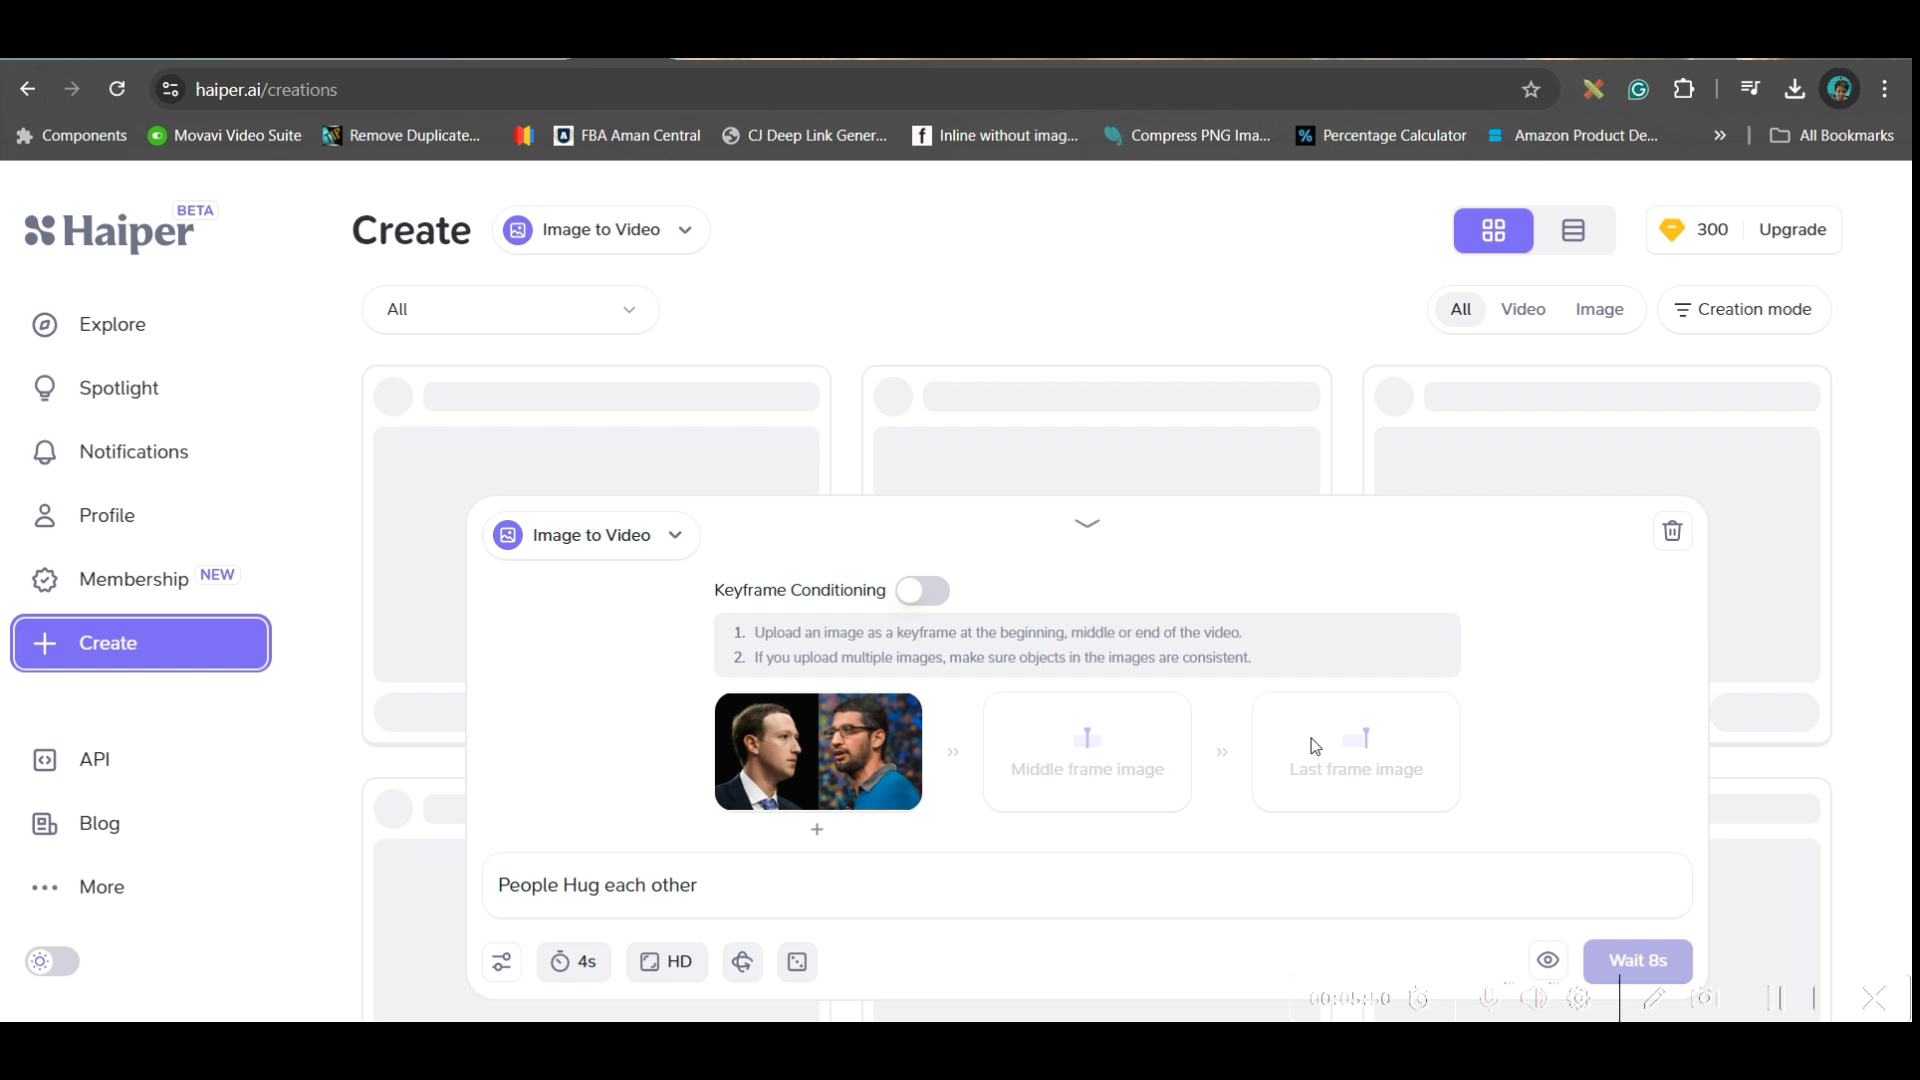 haiper.ai/creations
Components
Movavi Video Suite
Remove Duplicate...
FBA Aman Central
CJ Deep Link Gener...
Inline without imag...
Compress PNG Ima...
Percentage Calculator
Amazon Product De...
»
All Bookmarks
Haiper
BETA
Create
Image to Video
300
Upgrade
All
All
Video
Image
Creation mode
Explore
Spotlight
Notifications
Profile
Membership NEW
Create
API
Blog
More
Image to Video
Keyframe Conditioning
1. Upload an image as a keyframe at the beginning, middle or end of the video.
2. If you upload multiple images, make sure objects in the images are consistent.
Middle frame image
Last frame image
People Hug each other
4s
HD
Wait 8s
00:05:50